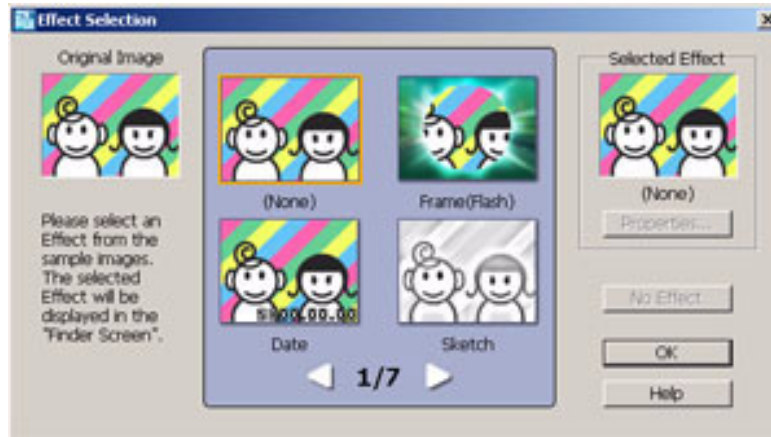 Effect Selection
Original Image
Please select an
Effect from the
sample images.
The selected
Effect will be
displayed in the
"Finder Screen".
(None)
Frame(Flash)
Date
Sketch
1/7
Selected Effect
(None)
Properties...
No Effect
OK
Help